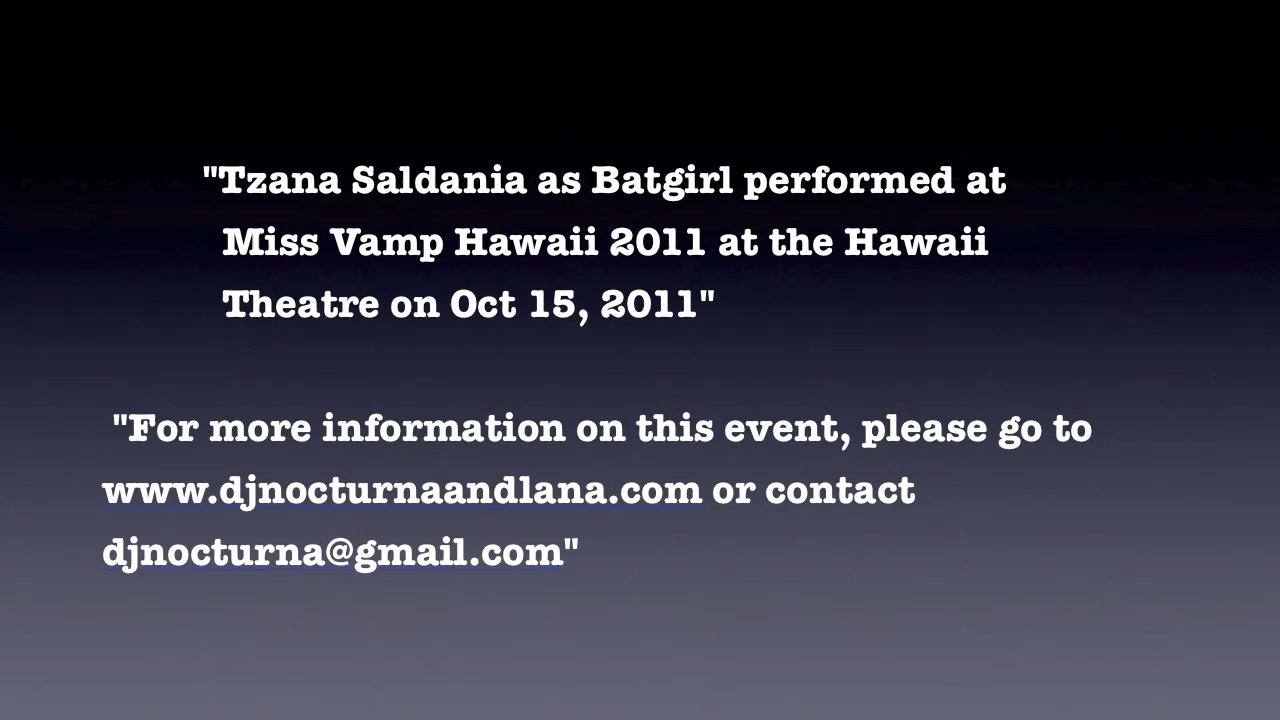 "Tzana Saldania as Batgirl performed at
Miss Vamp Hawaii 2011 at the Hawaii
Theatre on Oct 15, 2011"
"For more information on this event, please go to
www.djnocturnaandlana.com or contact
djnocturna@gmail.com"